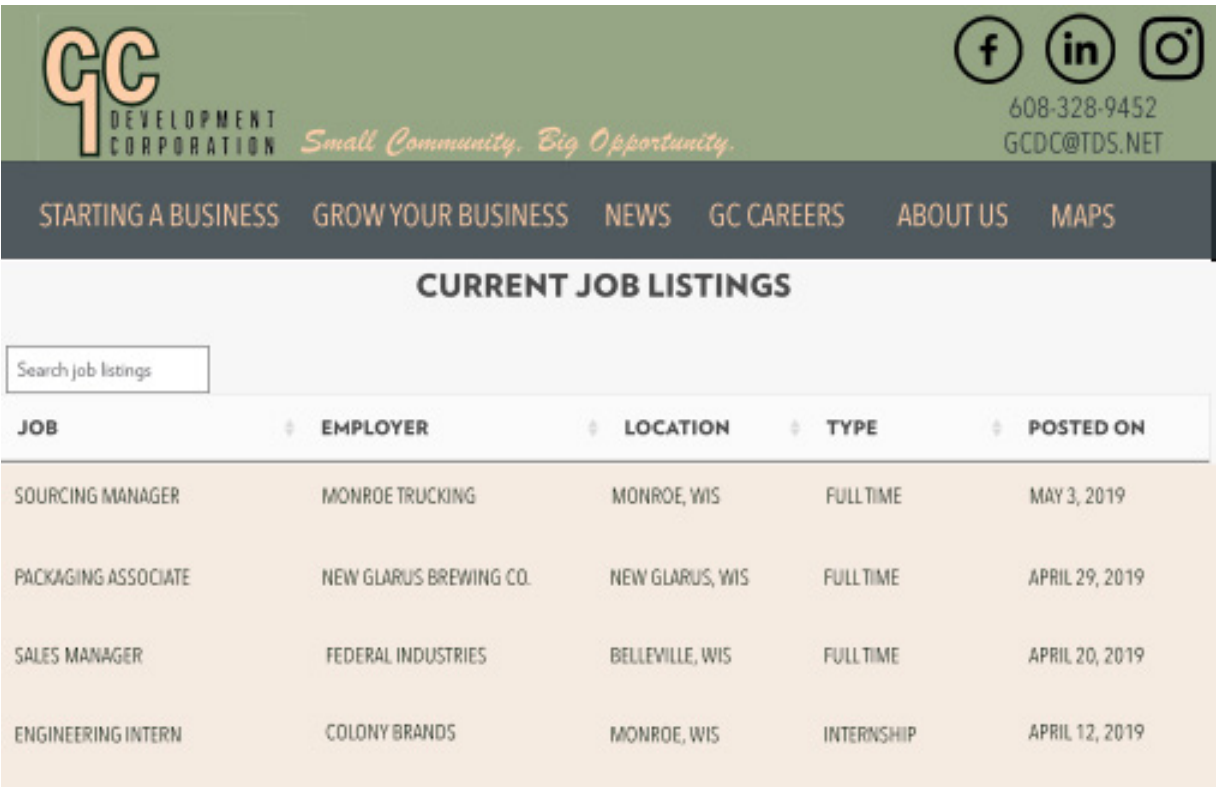 GC
DEVELOPMENT
CORPORATION
Small Community. Big Opportunity.
f in
608-328-9452
GCDC@TDS.NET
STARTING A BUSINESS GROW YOUR BUSINESS NEWS GC CAREERS ABOUT US MAPS
CURRENT JOB LISTINGS
Search job listings
JOB EMPLOYER LOCATION TYPE POSTED ON
SOURCING MANAGER MONROE TRUCKING MONROE, WIS FULL TIME MAY 3, 2019
PACKAGING ASSOCIATE NEW GLARUS BREWING CO. NEW GLARUS, WIS FULL TIME APRIL 29, 2019
SALES MANAGER FEDERAL INDUSTRIES BELLEVILLE, WIS FULL TIME APRIL 20, 2019
ENGINEERING INTERN COLONY BRANDS MONROE, WIS INTERNSHIP APRIL 12, 2019